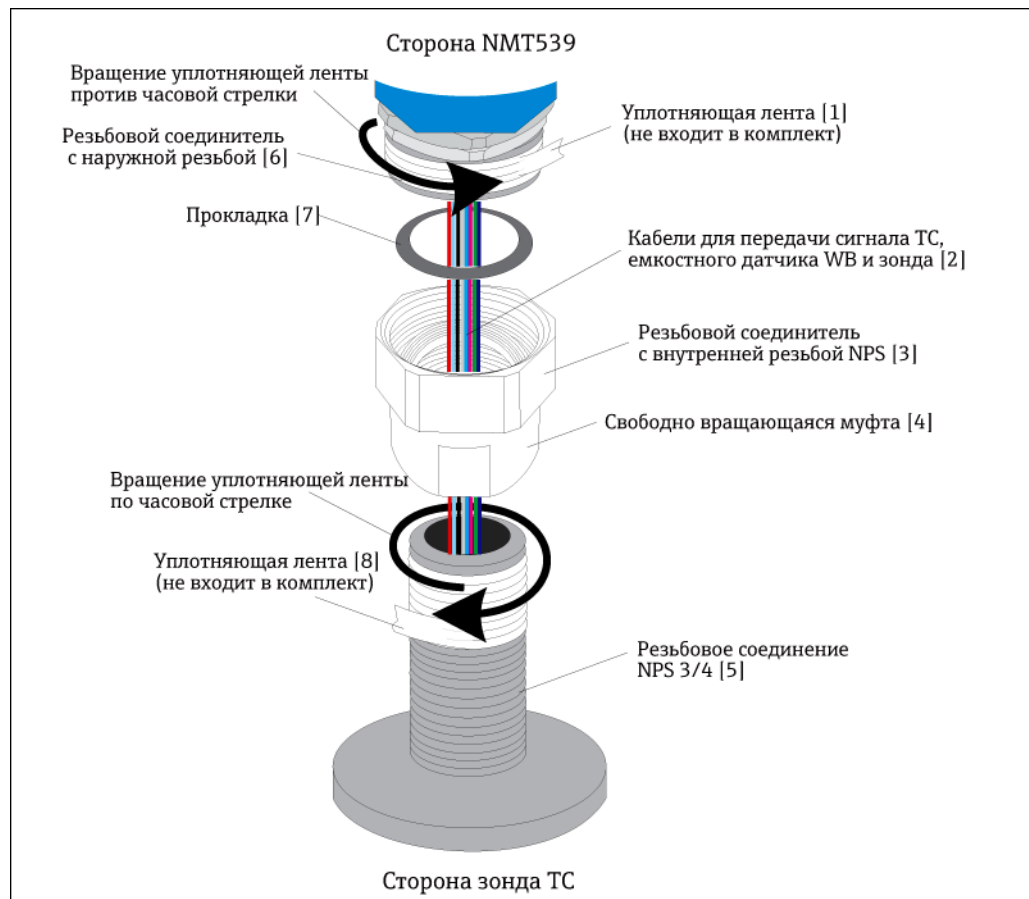 Сторона NMT539
Вращение уплотняющей ленты
против часовой стрелки
Уплотняющая лента [1]
(не входит в комплект)
Резьбовой соединитель
с наружной резьбой [6]
Прокладка [7]
Кабели для передачи сигнала ТС,
емкостного датчика WB и зонда [2]
Резьбовой соединитель
с внутренней резьбой NPS [3]
Свободно вращающаяся муфта [4]
Вращение уплотняющей ленты
по часовой стрелке
Уплотняющая лента [8]
(не входит в комплект)
Резьбовое соединение
NPS 3/4 [5]
Сторона зонда ТС